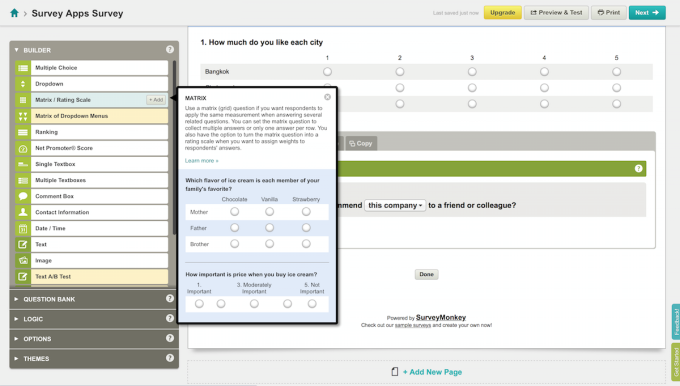 Survey Apps Survey
Last saved just now
Upgrade
Preview & Test
Print
Next
BUILDER
?
Multiple Choice
Dropdown
Matrix / Rating Scale
+ Add
Matrix of Dropdown Menus
Ranking
Net Promoter® Score
Single Textbox
Multiple Textboxes
Comment Box
Contact Information
Date / Time
Text
Image
Text A/B Test
QUESTION BANK
?
LOGIC
?
OPTIONS
?
THEMES
?
MATRIX
Use a matrix (grid) question if you want respondents to
apply the same measurement when answering several
related questions. You can set the matrix question to
collect multiple answers or only one answer per row. You
also have the option to turn the matrix question into a
rating scale when you want to assign weights to
respondents' answers.
Learn more »
Which flavor of ice cream is each member of your
family's favorite?
Chocolate Vanilla Strawberry
Mother
Father
Brother
How important is price when you buy ice cream?
1. 3. Moderately 5. Not
Important Important Important
1. How much do you like each city
1 2 3 4 5
Bangkok
Copy
?
mmend this company to a friend or colleague?
Done
Powered by SurveyMonkey
Check out our sample surveys and create your own now!
+ Add New Page
Feedback!
Get Started